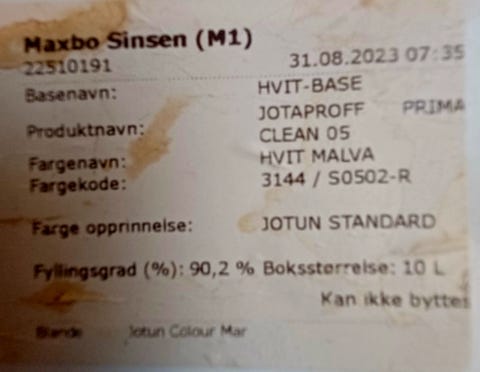 Maxbo Sinsen (M1)
22510191 31.08.2023 07:35
Basenavn: HVIT-BASE
JOTAPROFF PRIMA
Produktnavn: CLEAN 05
Fargenavn: HVIT MALVA
Fargekode: 3144 / S0502-R
Farge opprinnelse: JOTUN STANDARD
Fyllingsgrad (%): 90,2 % Boksstørrelse: 10 L
Kan ikke byttes
Blande Jotun Colour Mar